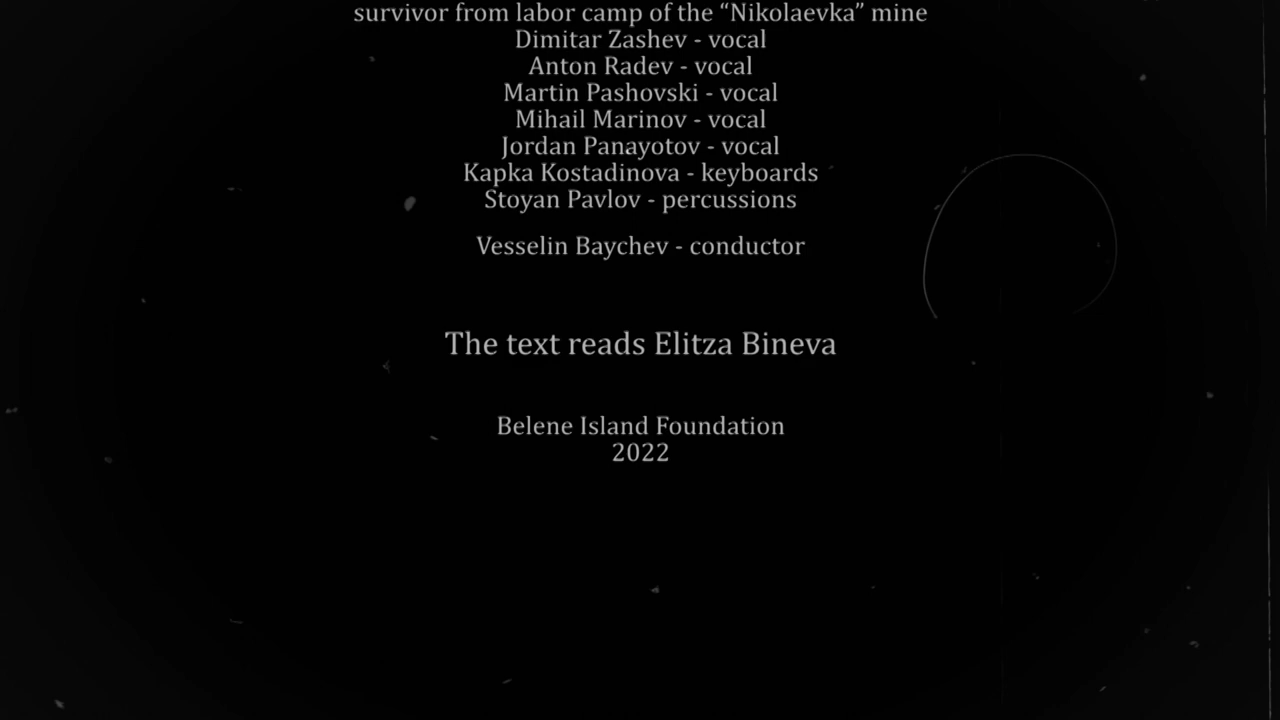 survivor from labor camp of the “Nikolaevka” mine
Dimitar Zashev - vocal
Anton Radev - vocal
Martin Pashovski - vocal
Mihail Marinov - vocal
Jordan Panayotov - vocal
Kapka Kostadinova - keyboards
Stoyan Pavlov - percussions
Vesselin Baychev - conductor
The text reads Elitza Bineva
Belene Island Foundation
2022